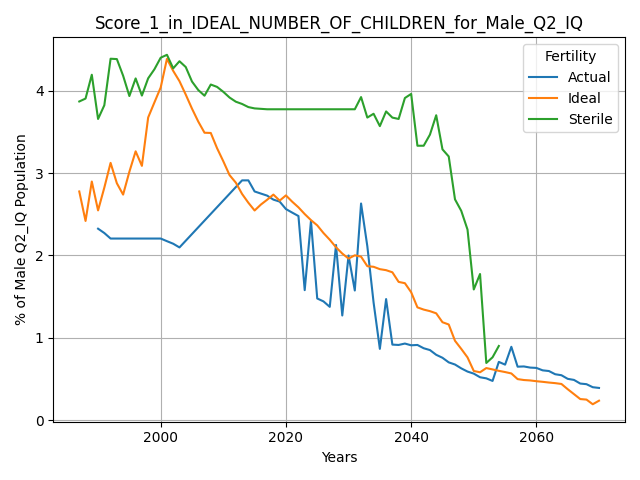 Score_1_in_IDEAL_NUMBER_OF_CHILDREN_for_Male_Q2_IQ
Fertility
Actual
Ideal
Sterile
% of Male Q2_IQ Population
4
3
2
1
0
2000 2020 2040 2060
Years